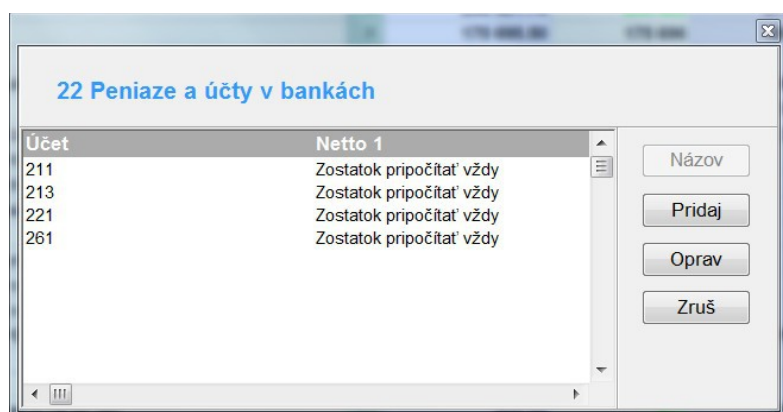 22 Peniaze a účty v bankách
Účet Netto 1
211 Zostatok pripočítať vždy
213 Zostatok pripočítať vždy
221 Zostatok pripočítať vždy
261 Zostatok pripočítať vždy
Názov
Pridaj
Oprav
Zruš